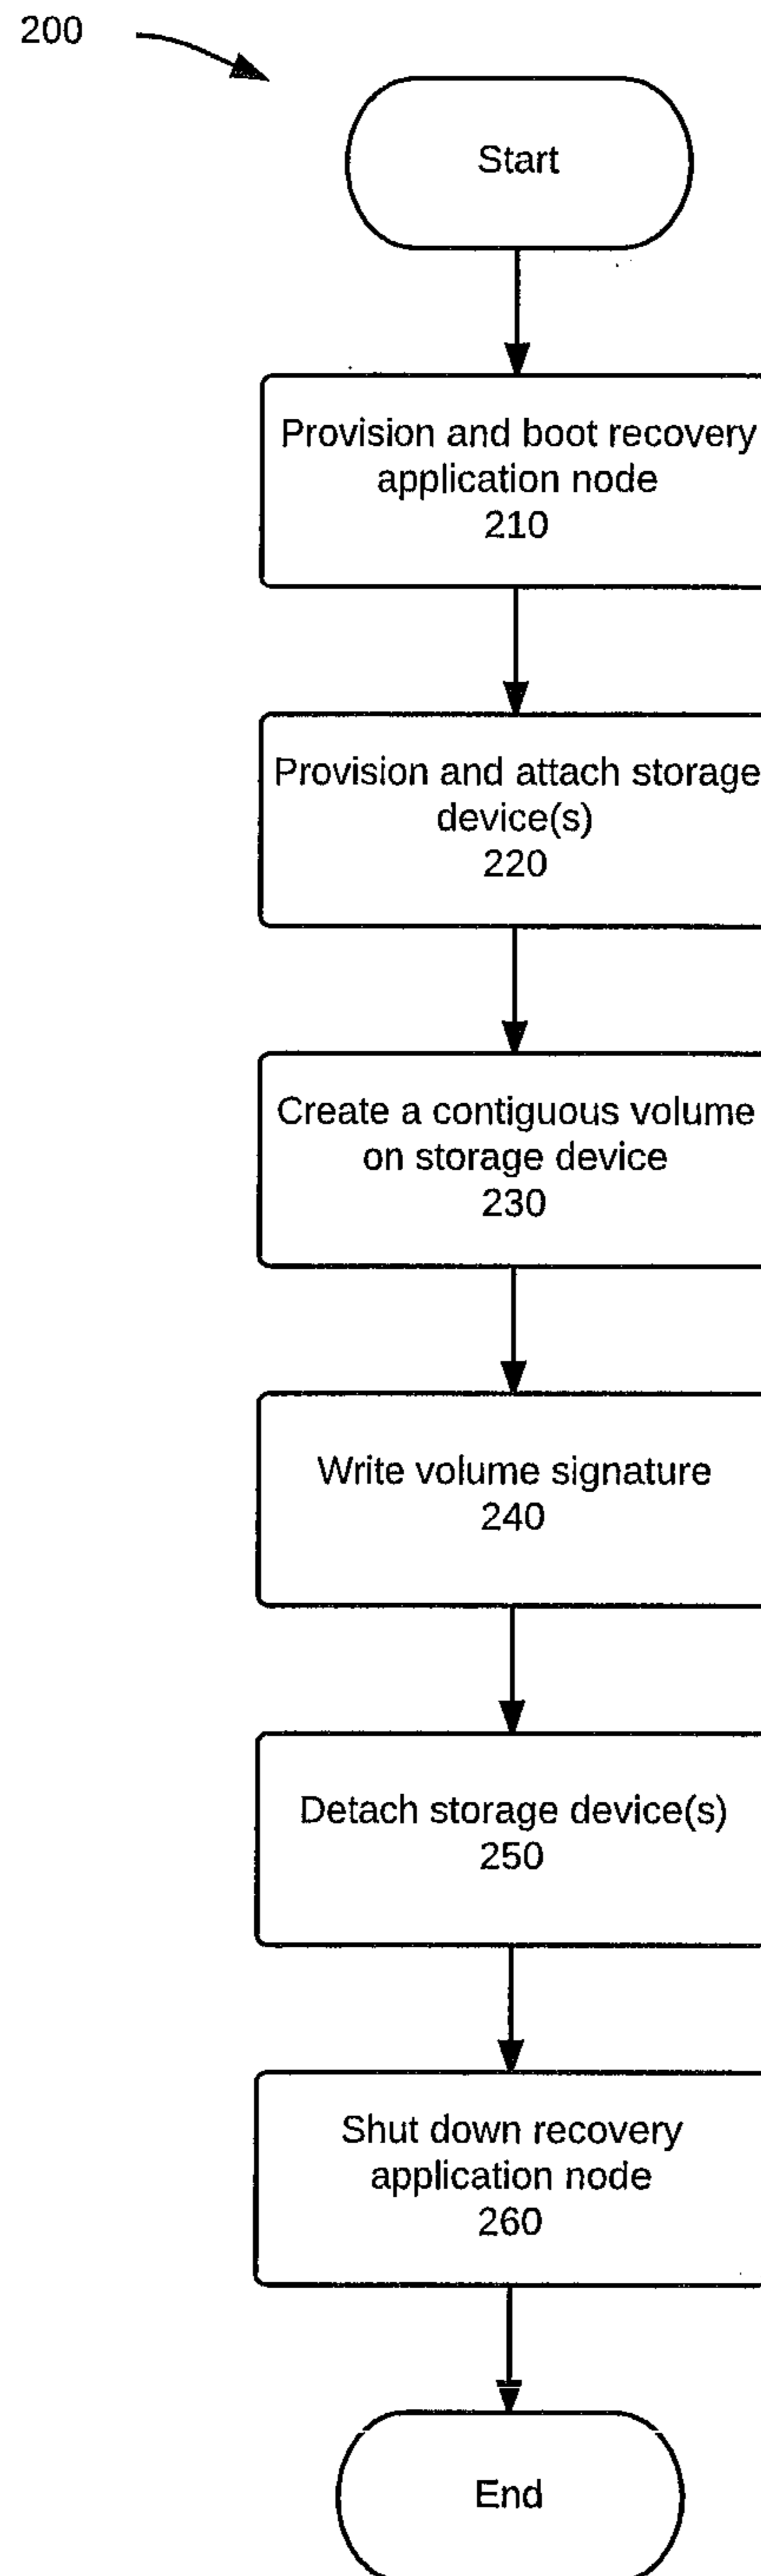 200
Start
Provision and boot recovery
application node
210
Provision and attach storage
device(s)
220
Create a contiguous volume
on storage device
230
Write volume signature
240
Detach storage device(s)
250
Shut down recovery
application node
260
End